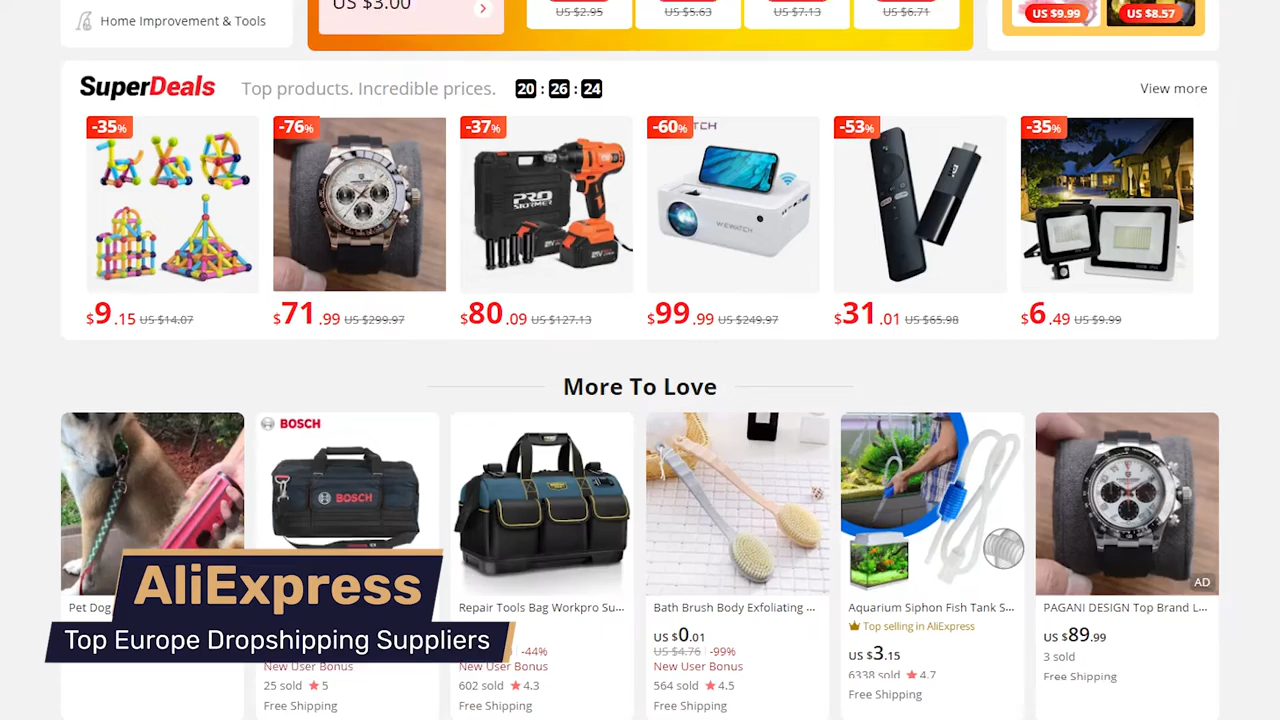 Home Improvement & Tools
US $3.00
US $2.95
US $5.63
US $7.13
US $6.71
US $9.99
US $8.57
SuperDeals Top products. Incredible prices. 20 : 26 : 24 View more
-35%
-76%
-37%
-60%
-53%
-35%
PRO
STORMER
WEWATCH
$9.15 US $14.07
$71.99 US $299.97
$80.09 US $127.13
$99.99 US $249.97
$31.01 US $65.98
$6.49 US $9.99
More To Love
BOSCH
BOSCH
AD
Pet Dog
Repair Tools Bag Workpro Su...
Bath Brush Body Exfoliating ...
Aquarium Siphon Fish Tank S...
PAGANI DESIGN Top Brand L...
AliExpress
Top Europe Dropshipping Suppliers
New User Bonus
25 sold ★ 5
Free Shipping
-44%
New User Bonus
602 sold ★ 4.3
Free Shipping
US $0.01
US $4.76 -99%
New User Bonus
564 sold ★ 4.5
Free Shipping
Top selling in AliExpress
US $3.15
6338 sold ★ 4.7
Free Shipping
US $89.99
3 sold
Free Shipping